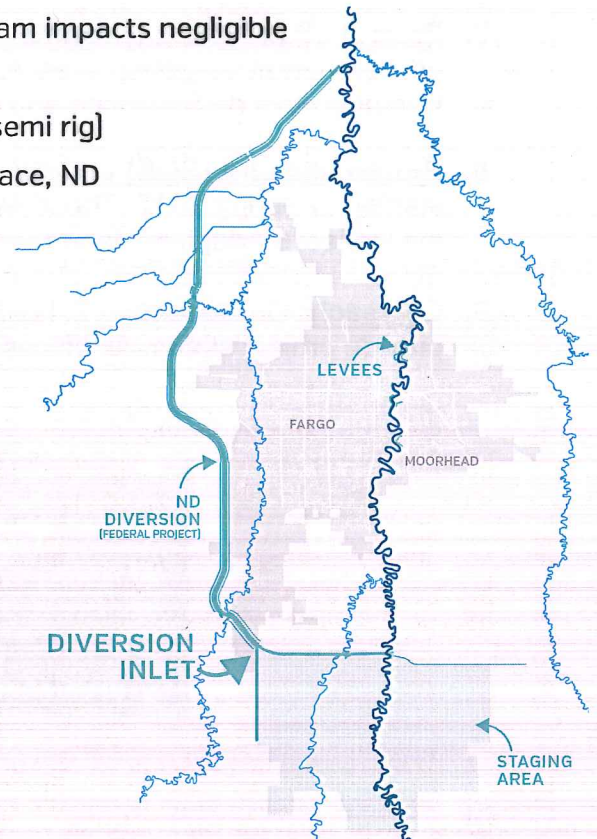 am impacts negligible
semi rig)
ace, ND
LEVEES
FARGO
MOORHEAD
ND
DIVERSION
(FEDERAL PROJECT)
DIVERSION
INLET
STAGING
AREA